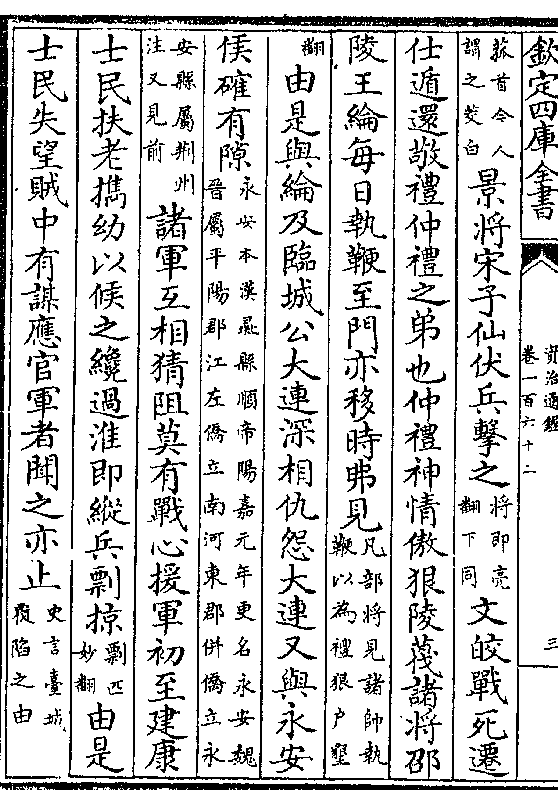 欽定四庫全書
資治通鑑
卷一百六十二
三
菰首今人
謂之茭白
景將宋子仙伏兵擊之
將即亮
翻下同
文皎戰死遷
仕遁還敬禮仲禮之弟也仲禮神情傲狠陵蔑諸將邵
陵王綸每日執鞭至門亦移時弗見
凡部將見諸帥執
鞭以為禮狠戶墾
翻
由是與綸及臨城公大連深相仇怨大連又與永安
侯確有隙
永安本漢彘縣順帝陽嘉元年更名永安魏
晉屬平陽郡江左僑立南河東郡併僑立永
安縣屬荆州
注又見前
諸軍互相猜阻莫有戰心援軍初至建康
士民扶老攜幼以候之纔過淮即縱兵剽掠
剽匹
妙翻
由是
士民失望賊中有謀應官軍者聞之亦止
史言臺城
覆陷之由